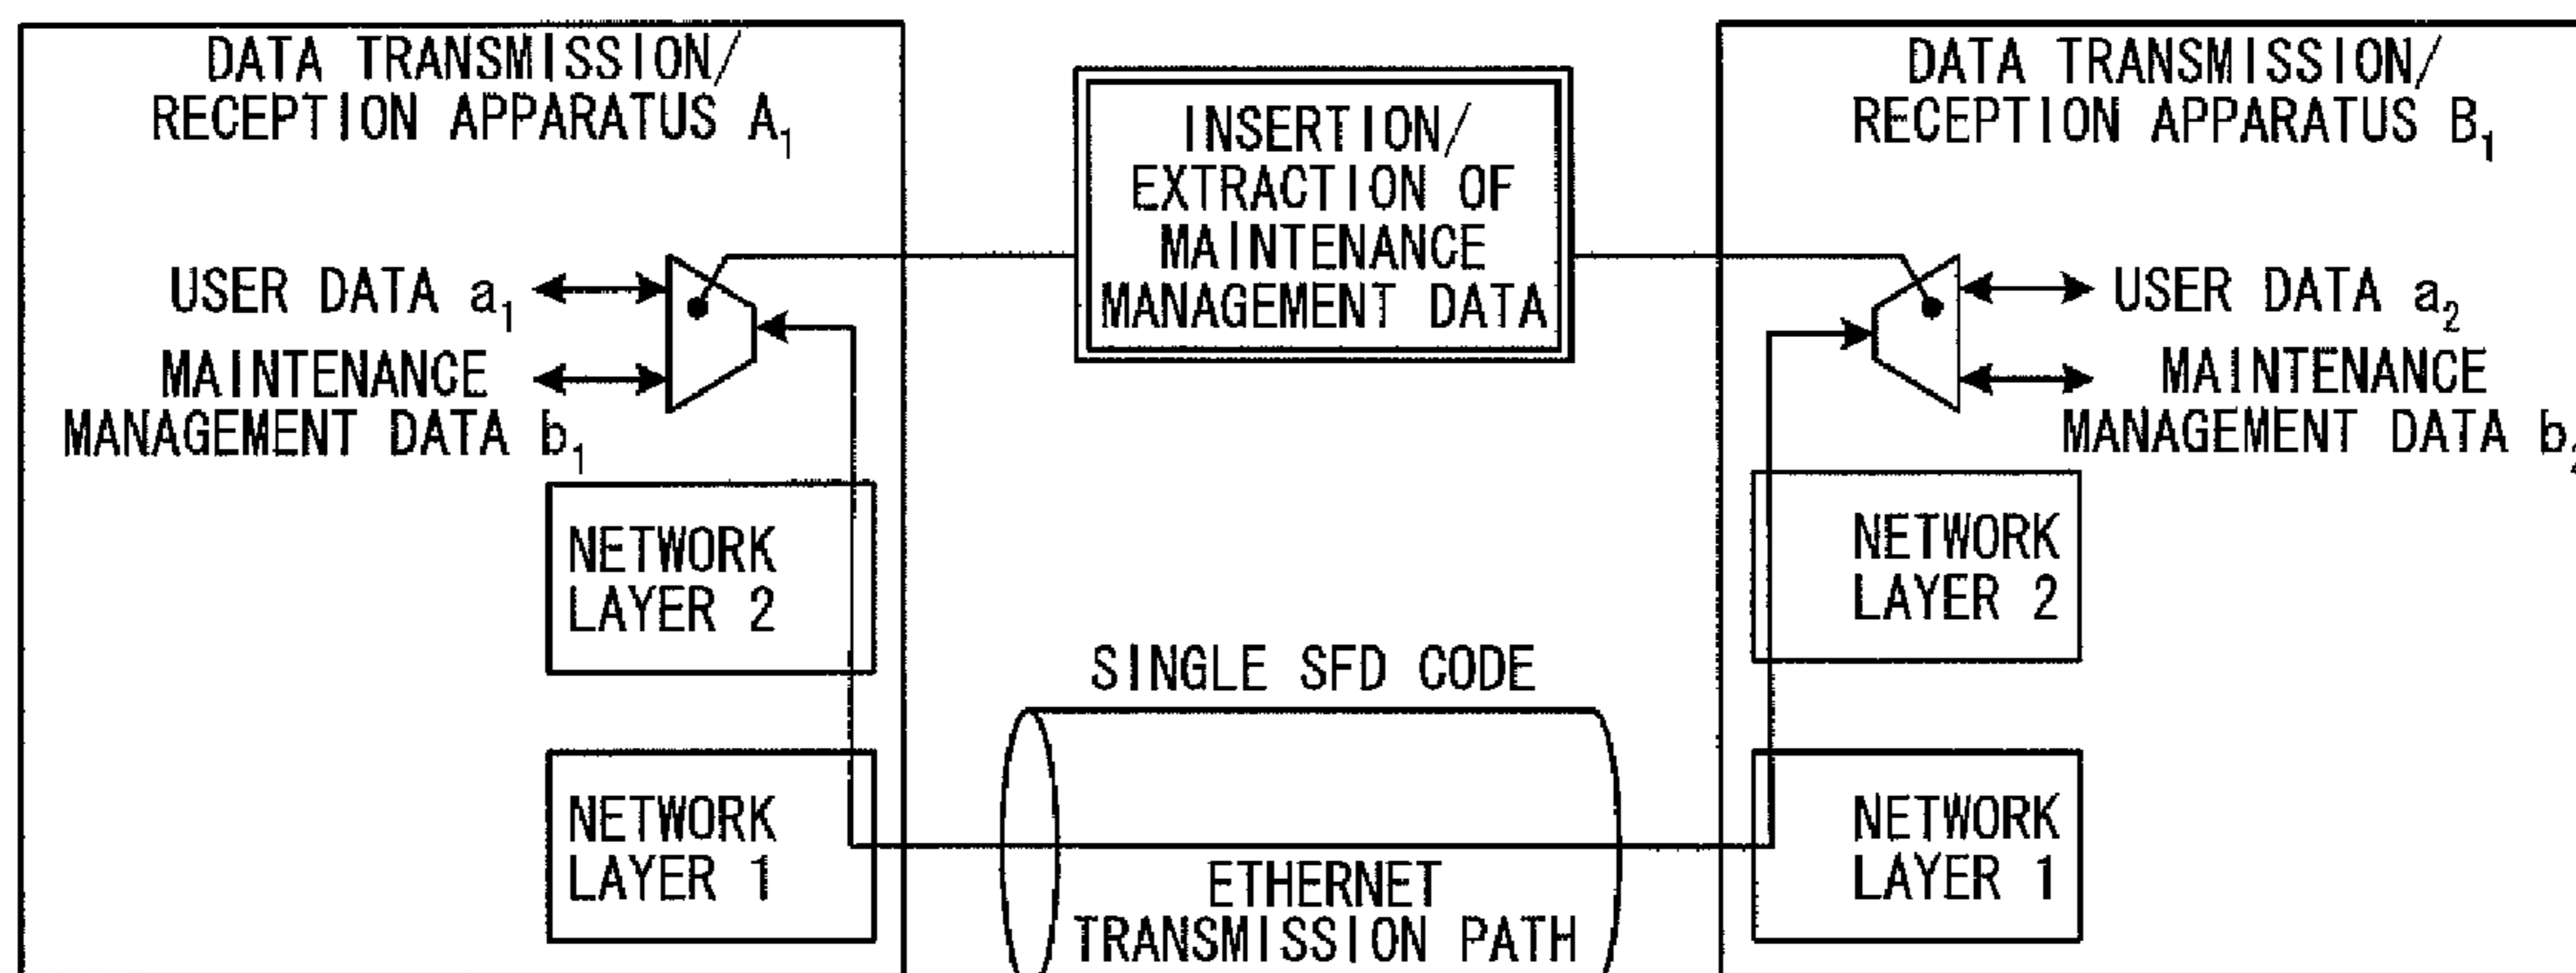 DATA TRANSMISSION/
RECEPTION APPARATUS A₁
USER DATA a₁
MAINTENANCE
MANAGEMENT DATA b₁
NETWORK
LAYER 2
NETWORK
LAYER 1
INSERTION/
EXTRACTION OF
MAINTENANCE
MANAGEMENT DATA
SINGLE SFD CODE
ETHERNET
TRANSMISSION PATH
DATA TRANSMISSION/
RECEPTION APPARATUS B₁
USER DATA a₂
MAINTENANCE
MANAGEMENT DATA b₂
NETWORK
LAYER 2
NETWORK
LAYER 1